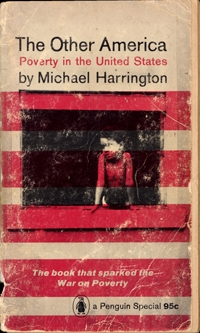 The Other America
Poverty in the United States
by Michael Harrington
The book that sparked the
War on Poverty
a Penguin Special 95c